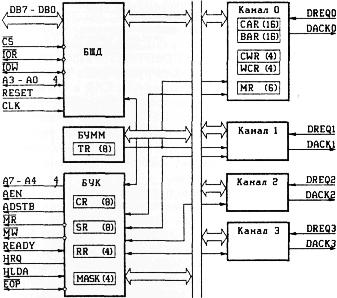 DB7 - DB0
CS
IOR
IOW
A3 - A0 4
RESET
CLK
БШД
БУММ
TR (8)
A7 - A4 4
AEN
ADSTB
MR
MW
READY
HRQ
HLDA
EOP
БУК
CR (8)
SR (8)
RR (4)
MASK (4)
Канал 0
CAR (16)
BAR (16)
CWR (4)
WCR (4)
MR (6)
DREQ0
DACK0
Канал 1
DREQ1
DACK1
Канал 2
DREQ2
DACK2
Канал 3
DREQ3
DACK3